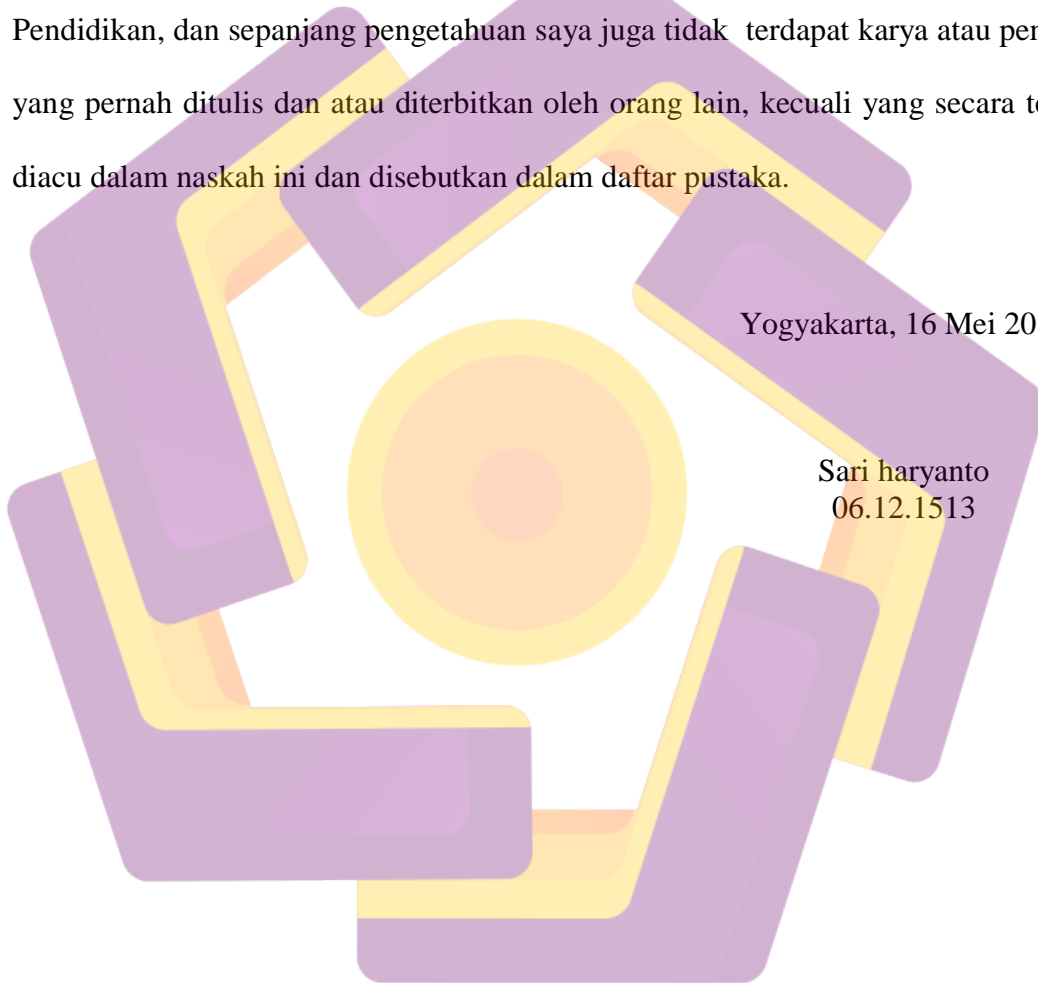 Pendidikan, dan sepanjang pengetahuan saya juga tidak terdapat karya atau
yang pernah ditulis dan atau diterbitkan oleh orang lain, kecuali yang secara
diacu dalam naskah ini dan disebutkan dalam daftar pustaka.
Yogyakarta, 16 Mei 20
Sari haryanto
06.12.1513